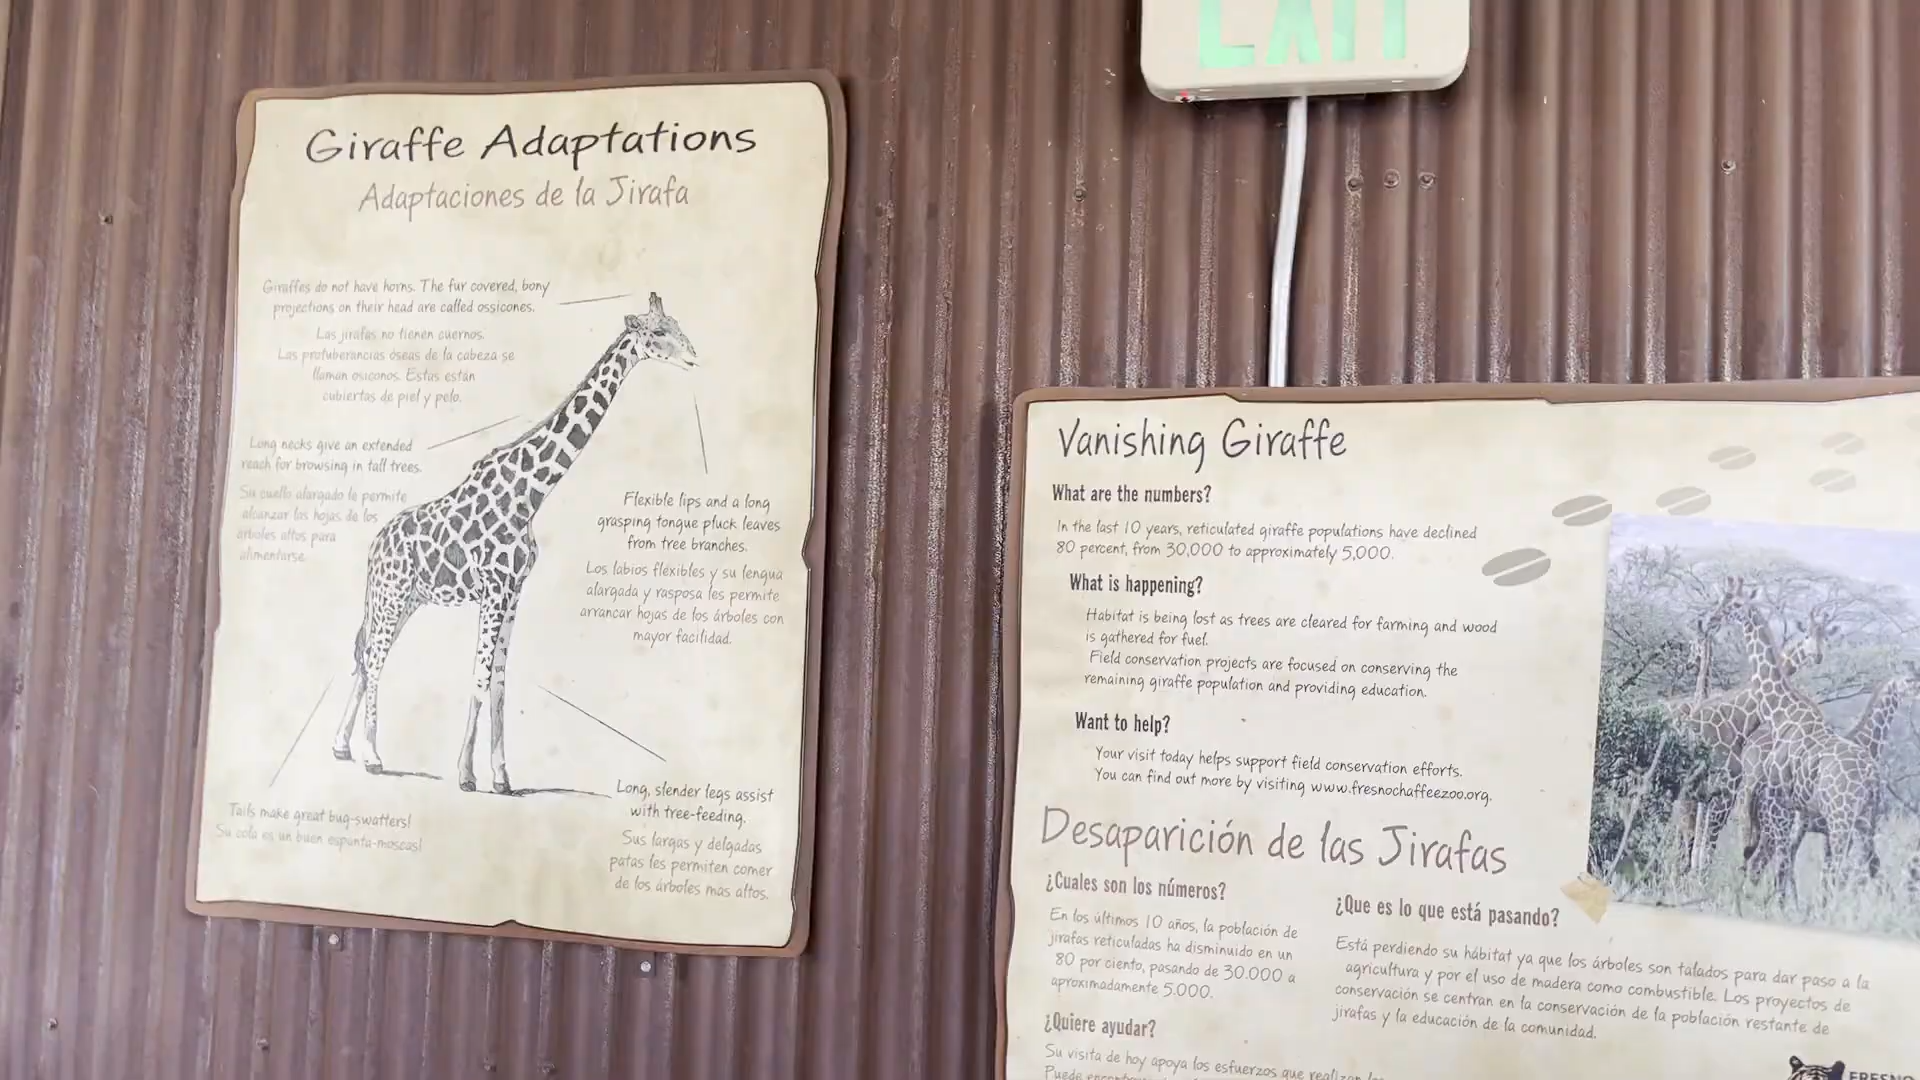 EXIT
Giraffe Adaptations
Adaptaciones de la Jirafa
Giraffes do not have horns. The fur covered, bony
projections on their head are called ossicones.
Las jirafas no tienen cuernos.
Las protuberancias óseas de la cabeza se
llaman osiconos. Estas están
cubiertas de piel y pelo.
Long necks give an extended
reach for browsing in tall trees.
Su cuello alargado le permite
alcanzar las hojas de los
árboles altos para
alimentarse.
Flexible lips and a long
grasping tongue pluck leaves
from tree branches.
Los labios flexibles y su lengua
alargada y rasposa les permite
arrancar hojas de los árboles con
mayor facilidad.
Tails make great bug-swatters!
Su cola es un buen espanta-moscas!
Long, slender legs assist
with tree-feeding.
Sus largas y delgadas
patas les permiten comer
de los árboles mas altos.
Vanishing Giraffe
What are the numbers?
In the last 10 years, reticulated giraffe populations have declined
80 percent, from 30,000 to approximately 5,000.
What is happening?
Habitat is being lost as trees are cleared for farming and wood
is gathered for fuel.
Field conservation projects are focused on conserving the
remaining giraffe population and providing education.
Want to help?
Your visit today helps support field conservation efforts.
You can find out more by visiting www.fresnochaffeezoo.org.
Desaparición de las Jirafas
¿Cuales son los números?
En los últimos 10 años, la población de
jirafas reticuladas ha disminuido en un
80 por ciento, pasando de 30.000 a
aproximadamente 5.000.
¿Que es lo que está pasando?
Está perdiendo su hábitat ya que los árboles son talados para dar paso a la
agricultura y por el uso de madera como combustible. Los proyectos de
conservación se centran en la conservación de la población restante de
jirafas y la educación de la comunidad.
¿Quiere ayudar?
Su visita de hoy apoya los esfuerzos que realizan
Puede
FRESNO